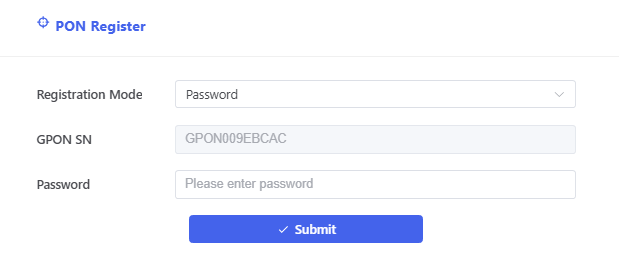 PON Register
Registration Mode Password
GPON SN GPON009EBCAC
Password Please enter password
Submit